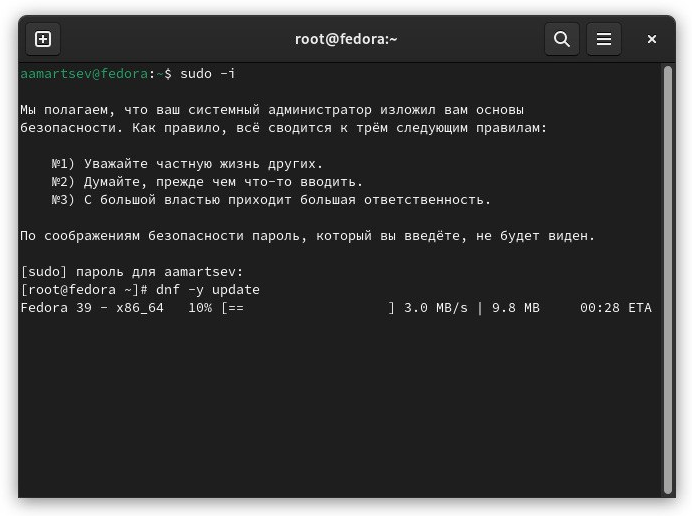 root@fedora:~
aamartsev@fedora:~$ sudo -i
Мы полагаем, что ваш системный администратор изложил вам основы
безопасности. Как правило, всё сводится к трём следующим правилам:
№1) Уважайте частную жизнь других.
№2) Думайте, прежде чем что-то вводить.
№3) С большой властью приходит большая ответственность.
По соображениям безопасности пароль, который вы введёте, не будет виден.
[sudo] пароль для aamartsev:
[root@fedora ~]# dnf -y update
Fedora 39 - x86_64   10% [==                  ] 3.0 MB/s | 9.8 MB     00:28 ETA